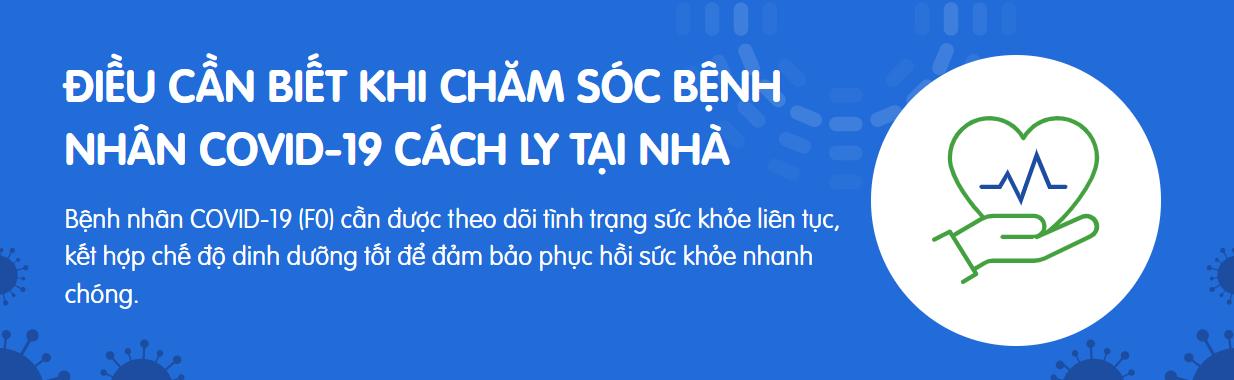 ĐIỀU CẦN BIẾT KHI CHĂM SÓC BỆNH
NHÂN COVID-19 CÁCH LY TẠI NHÀ
Bệnh nhân COVID-19 (F0) cần được theo dõi tình trạng sức khỏe liên tục,
kết hợp chế độ dinh dưỡng tốt để đảm bảo phục hồi sức khỏe nhanh
chóng.